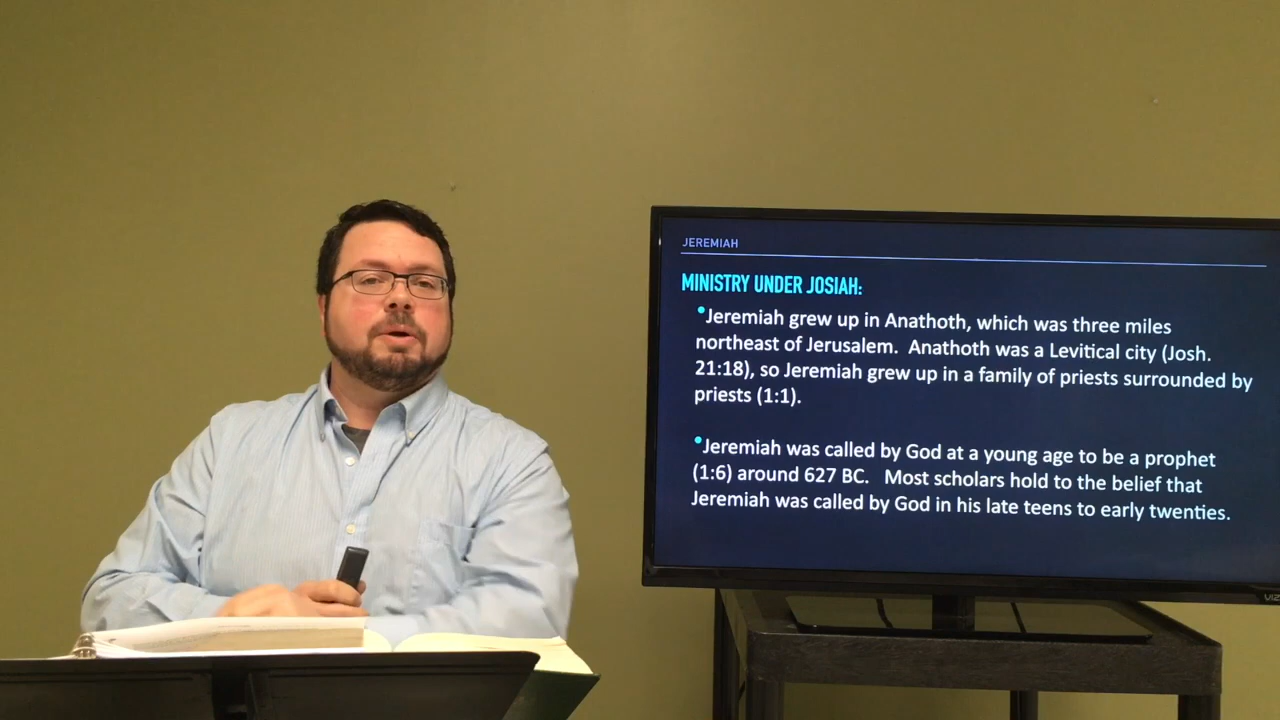 JEREMIAH
MINISTRY UNDER JOSIAH:
•Jeremiah grew up in Anathoth, which was three miles
northeast of Jerusalem.  Anathoth was a Levitical city (Josh.
21:18), so Jeremiah grew up in a family of priests surrounded by
priests (1:1).
•Jeremiah was called by God at a young age to be a prophet
(1:6) around 627 BC.   Most scholars hold to the belief that
Jeremiah was called by God in his late teens to early twenties.